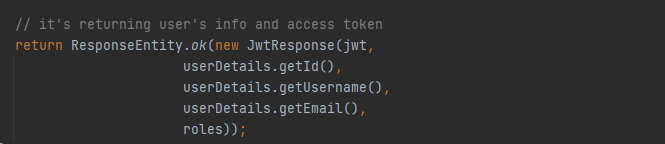 // it's returning user's info and access token
return ResponseEntity.ok(new JwtResponse(jwt,
userDetails.getId(),
userDetails.getUsername(),
userDetails.getEmail(),
roles));